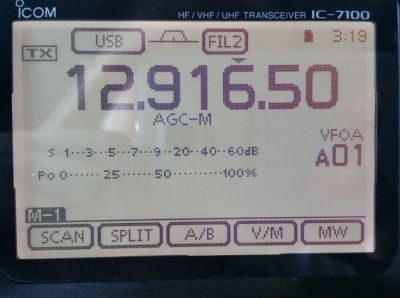 ICOM HF/VHF/UHF TRANSCEIVER IC-7100
USB FIL2 3:19
TX
12.916.50
AGC-M
VFOA
S 1···3···5···7···9···20···40···60dB
A01
Po 0······ 25 ······ 50 ············100%
M-1
SCAN SPLIT A/B V/M MW